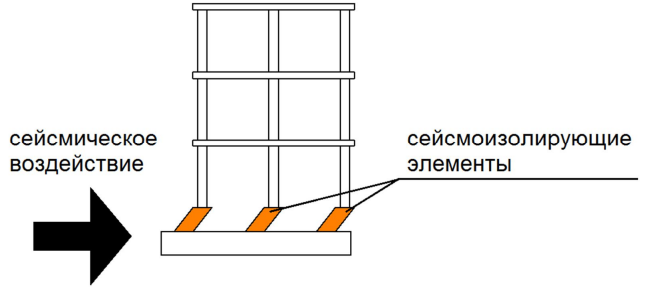 сейсмическое
воздействие
сейсмоизолирующие
элементы